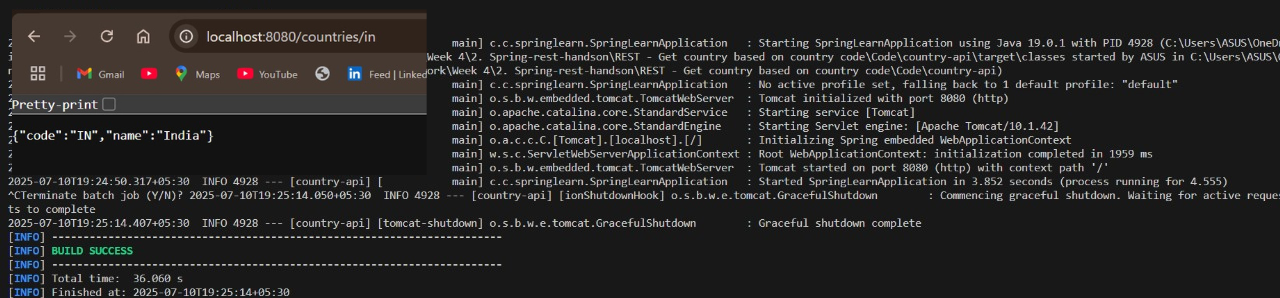 localhost:8080/countries/in
Gmail
Maps
YouTube
Feed | Linked
Pretty-print
{"code":"IN","name":"India"}
main] c.c.springlearn.SpringLearnApplication : Starting SpringLearnApplication using Java 19.0.1 with PID 4928 (C:\Users\ASUS\OneD
ork\Week 4\2. Spring-rest-handson\REST - Get country based on country code\Code\country-api\target\classes started by ASUS in C:\Users\ASUS\
ork\Week 4\2. Spring-rest-handson\REST - Get country based on country code\Code\country-api)
main] c.c.springlearn.SpringLearnApplication : No active profile set, falling back to 1 default profile: "default"
main] o.s.b.w.embedded.tomcat.TomcatWebServer : Tomcat initialized with port 8080 (http)
main] o.apache.catalina.core.StandardService : Starting service [Tomcat]
main] o.apache.catalina.core.StandardEngine : Starting Servlet engine: [Apache Tomcat/10.1.42]
main] o.a.c.c.C.[Tomcat].[localhost].[/] : Initializing Spring embedded WebApplicationContext
main] w.s.c.ServletWebServerApplicationContext : Root WebApplicationContext: initialization completed in 1959 ms
main] o.s.b.w.embedded.tomcat.TomcatWebServer : Tomcat started on port 8080 (http) with context path '/'
2025-07-10T19:24:50.317+05:30 INFO 4928 --- [country-api] [ main] c.c.springlearn.SpringLearnApplication : Started SpringLearnApplication in 3.852 seconds (process running for 4.555)
^CTerminate batch job (Y/N)? 2025-07-10T19:25:14.050+05:30 INFO 4928 --- [country-api] [ionShutdownHook] o.s.b.w.e.tomcat.GracefulShutdown : Commencing graceful shutdown. Waiting for active reques
ts to complete
2025-07-10T19:25:14.407+05:30 INFO 4928 --- [country-api] [tomcat-shutdown] o.s.b.w.e.tomcat.GracefulShutdown : Graceful shutdown complete
[INFO] ------------------------------------------------------------------------
[INFO] BUILD SUCCESS
[INFO] ------------------------------------------------------------------------
[INFO] Total time:  36.060 s
[INFO] Finished at: 2025-07-10T19:25:14+05:30